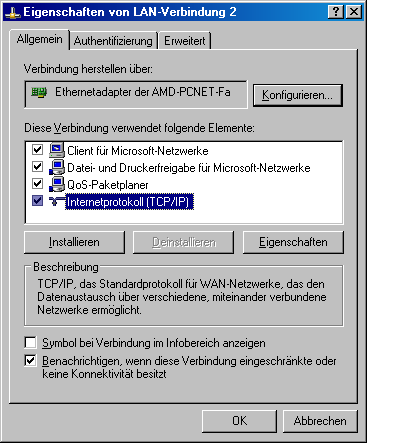 Eigenschaften von LAN-Verbindung 2
Allgemein Authentifizierung Erweitert
Verbindung herstellen über:
Ethernetadapter der AMD-PCNET-Fa Konfigurieren...
Diese Verbindung verwendet folgende Elemente:
Client für Microsoft-Netzwerke
Datei- und Druckerfreigabe für Microsoft-Netzwerke
QoS-Paketplaner
Internetprotokoll (TCP/IP)
Installieren Deinstallieren Eigenschaften
Beschreibung
TCP/IP, das Standardprotokoll für WAN-Netzwerke, das den
Datenaustausch über verschiedene, miteinander verbundene
Netzwerke ermöglicht.
Symbol bei Verbindung im Infobereich anzeigen
Benachrichtigen, wenn diese Verbindung eingeschränkte oder
keine Konnektivität besitzt
OK Abbrechen